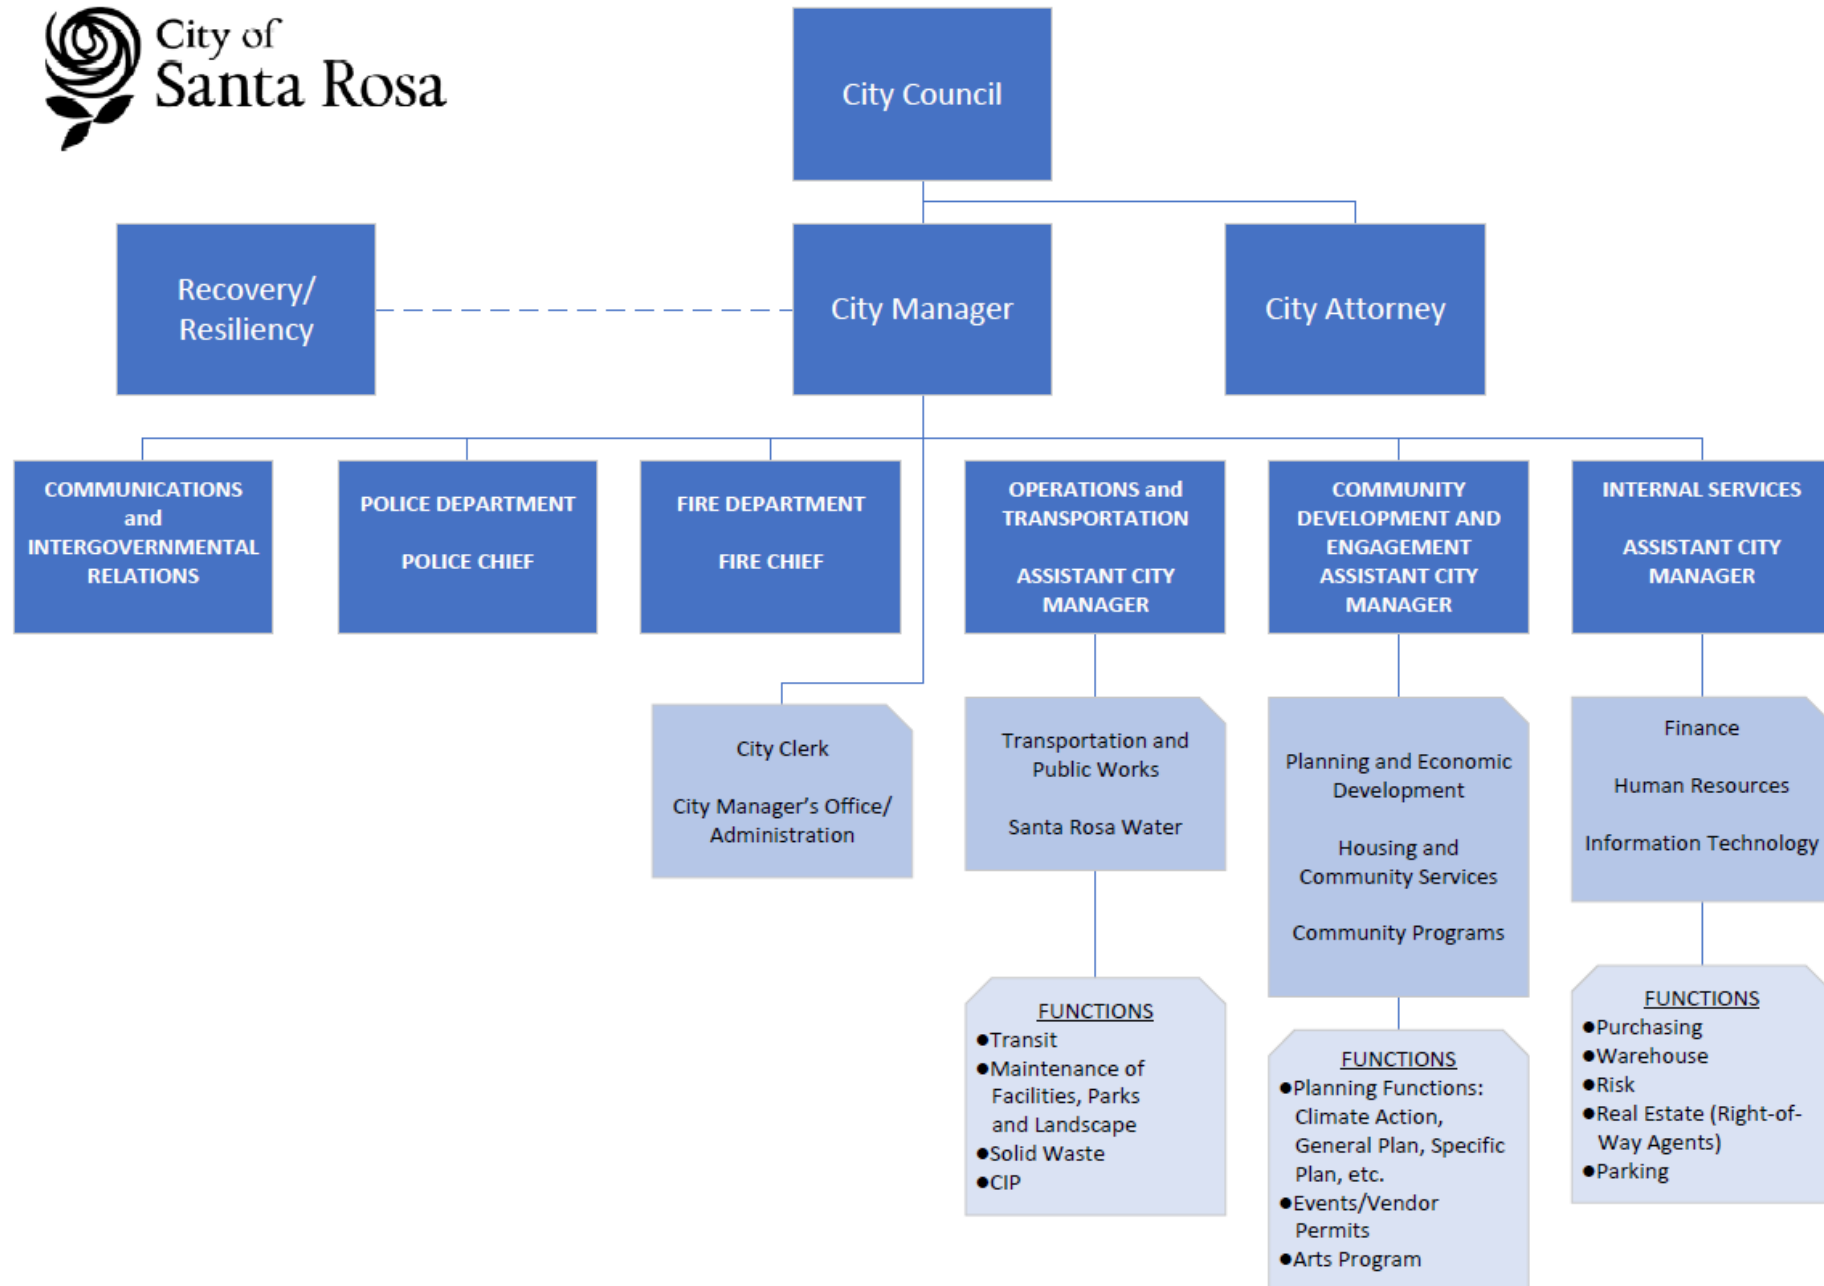 City of
Santa Rosa
City Council
Recovery/
Resiliency
City Manager
City Attorney
COMMUNICATIONS
and
INTERGOVERNMENTAL
RELATIONS
POLICE DEPARTMENT
POLICE CHIEF
FIRE DEPARTMENT
FIRE CHIEF
OPERATIONS and
TRANSPORTATION
ASSISTANT CITY
MANAGER
COMMUNITY
DEVELOPMENT AND
ENGAGEMENT
ASSISTANT CITY
MANAGER
INTERNAL SERVICES
ASSISTANT CITY
MANAGER
City Clerk
City Manager’s Office/
Administration
Transportation and
Public Works
Santa Rosa Water
Planning and Economic
Development
Housing and
Community Services
Community Programs
Finance
Human Resources
Information Technology
FUNCTIONS
●Transit
●Maintenance of
Facilities, Parks
and Landscape
●Solid Waste
●CIP
FUNCTIONS
●Planning Functions:
Climate Action,
General Plan, Specific
Plan, etc.
●Events/Vendor
Permits
●Arts Program
FUNCTIONS
●Purchasing
●Warehouse
●Risk
●Real Estate (Right-of-
Way Agents)
●Parking